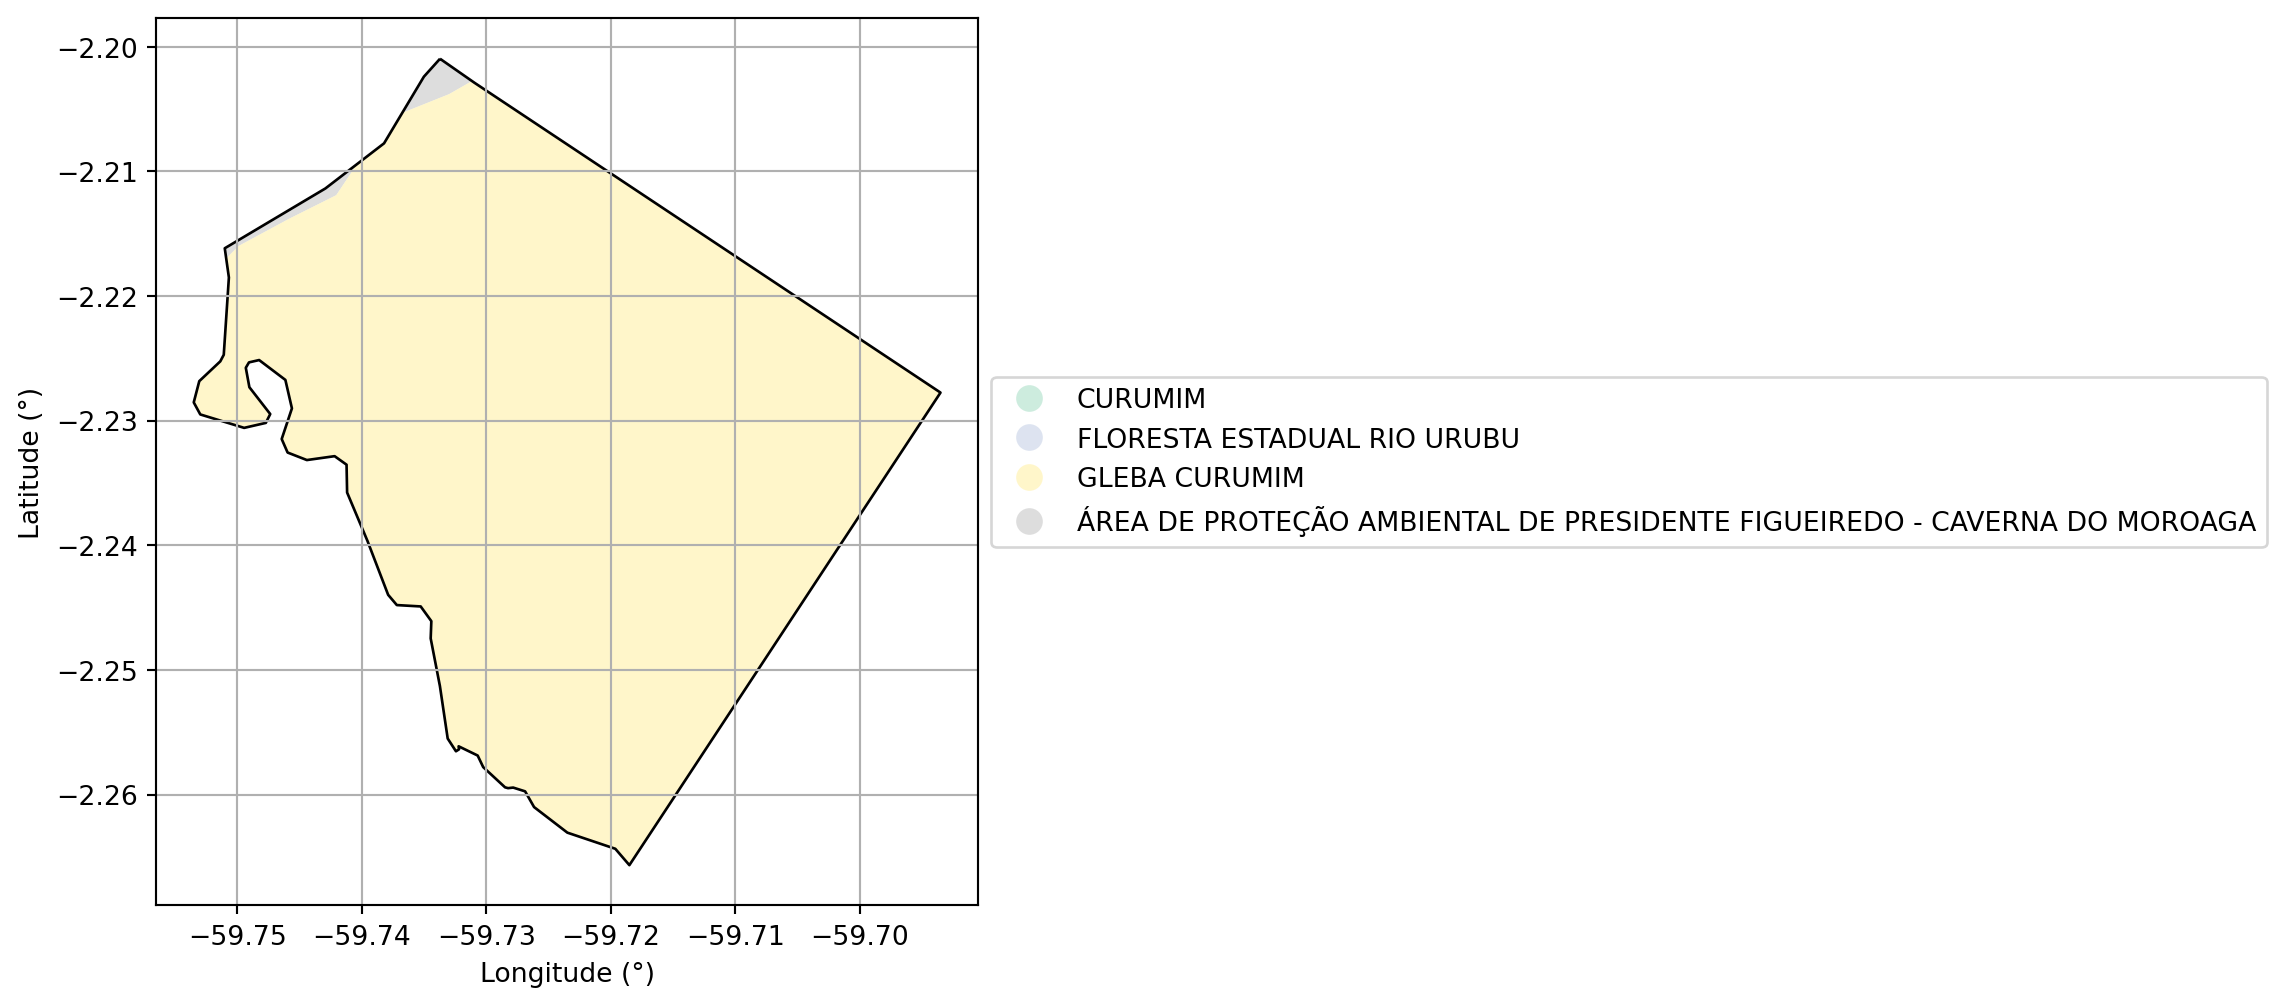 −2.20
−2.21
−2.22
−2.23
−2.24
−2.25
−2.26
Latitude (°)
−59.75 −59.74 −59.73 −59.72 −59.71 −59.70
Longitude (°)
CURUMIM
FLORESTA ESTADUAL RIO URUBU
GLEBA CURUMIM
ÁREA DE PROTEÇÃO AMBIENTAL DE PRESIDENTE FIGUEIREDO - CAVERNA DO MOROAGA